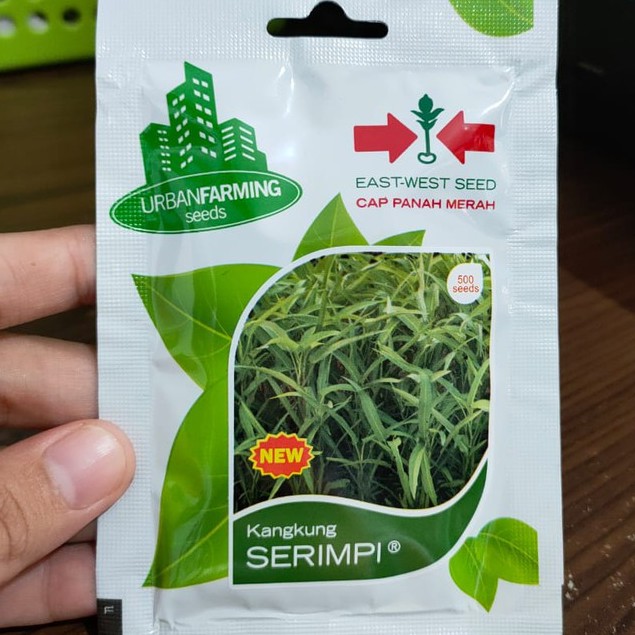 URBANFARMING
seeds
EAST-WEST SEED
CAP PANAH MERAH
500
seeds
NEW
Kangkung
SERIMPI ®